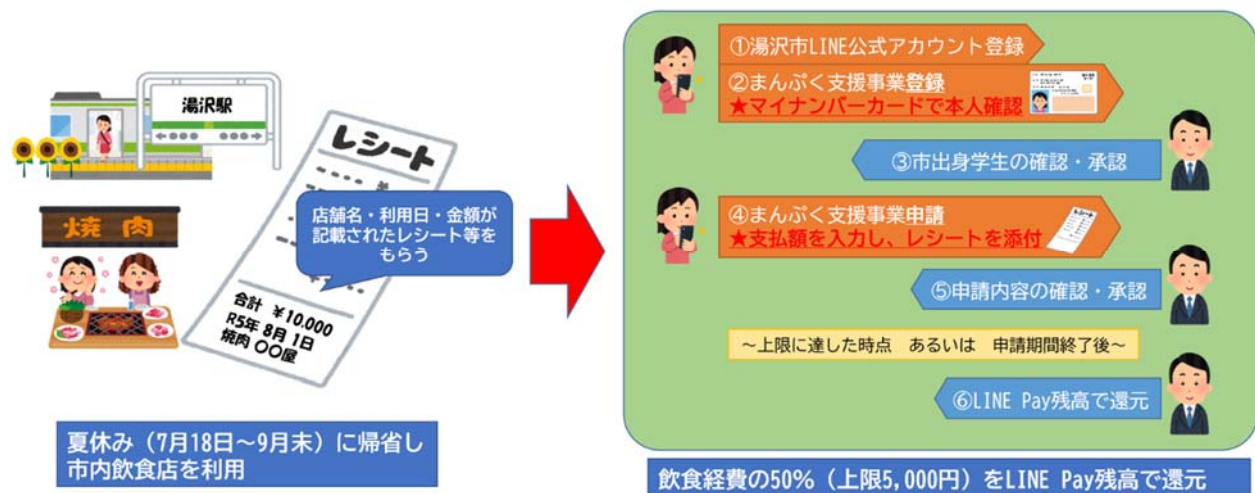 湯沢駅
焼肉
レシート
店舗名・利用日・金額が
記載されたレシート等を
もらう
合計 ¥10,000
R5年 8月 1日
焼肉 〇〇屋
夏休み（7月18日～9月末）に帰省し
市内飲食店を利用
①湯沢市LINE公式アカウント登録
②まんぷく支援事業登録
★マイナンバーカードで本人確認
③市出身学生の確認・承認
④まんぷく支援事業申請
★支払額を入力し、レシートを添付
レシート
⑤申請内容の確認・承認
～上限に達した時点　あるいは　申請期間終了後～
⑥LINE Pay残高で還元
飲食経費の50%（上限5,000円）をLINE Pay残高で還元